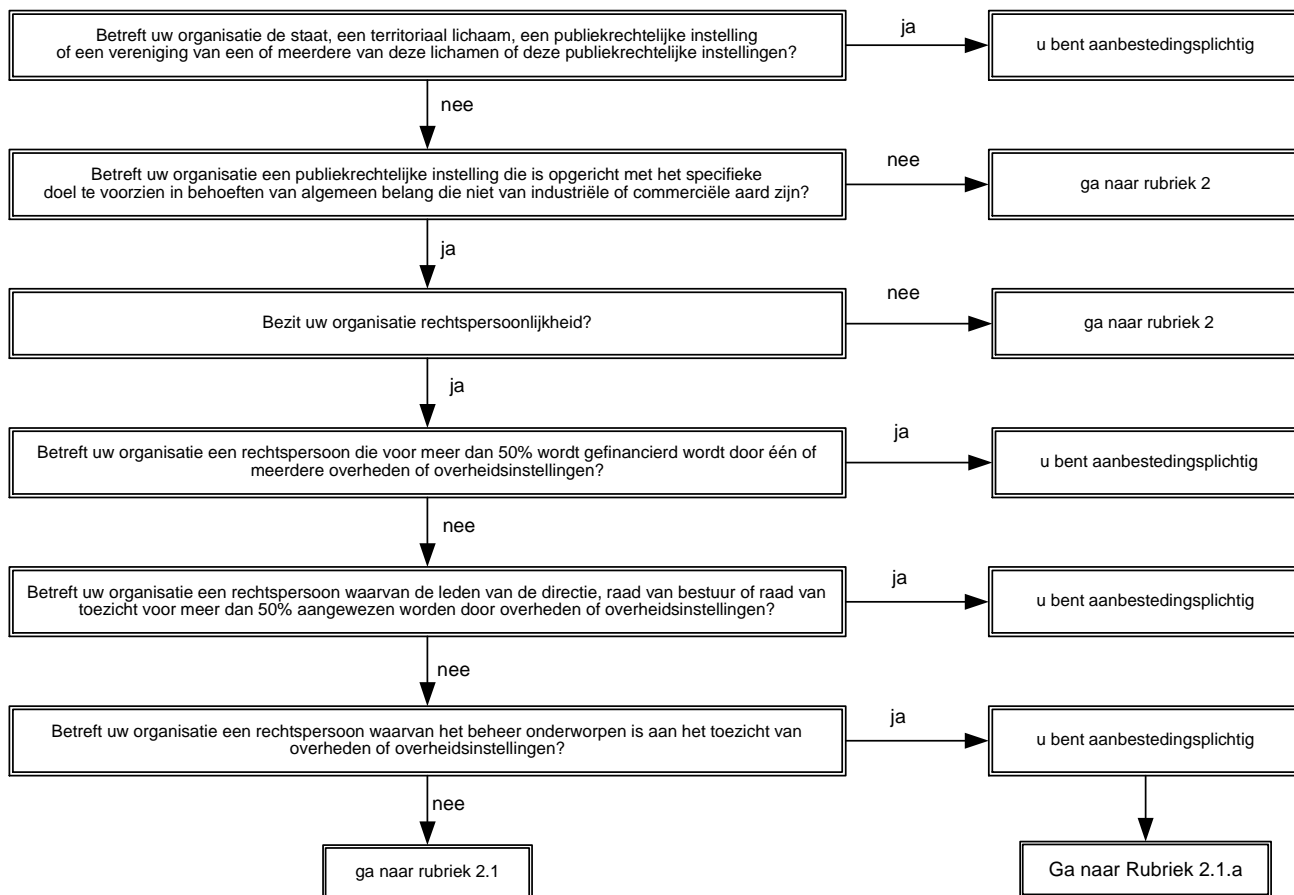 Betreft uw organisatie de staat, een territoriaal lichaam, een publiekrechtelijke instelling
of een vereniging van een of meerdere van deze lichamen of deze publiekrechtelijke instellingen?
ja
u bent aanbestedingsplichtig
nee
Betreft uw organisatie een publiekrechtelijke instelling die is opgericht met het specifieke
doel te voorzien in behoeften van algemeen belang die niet van industriële of commerciële aard zijn?
nee
ga naar rubriek 2
ja
Bezit uw organisatie rechtspersoonlijkheid?
nee
ga naar rubriek 2
ja
Betreft uw organisatie een rechtspersoon die voor meer dan 50% wordt gefinancierd wordt door één of
meerdere overheden of overheidsinstellingen?
ja
u bent aanbestedingsplichtig
nee
Betreft uw organisatie een rechtspersoon waarvan de leden van de directie, raad van bestuur of raad van
toezicht voor meer dan 50% aangewezen worden door overheden of overheidsinstellingen?
ja
u bent aanbestedingsplichtig
nee
Betreft uw organisatie een rechtspersoon waarvan het beheer onderworpen is aan het toezicht van
overheden of overheidsinstellingen?
ja
u bent aanbestedingsplichtig
nee
ga naar rubriek 2.1
Ga naar Rubriek 2.1.a